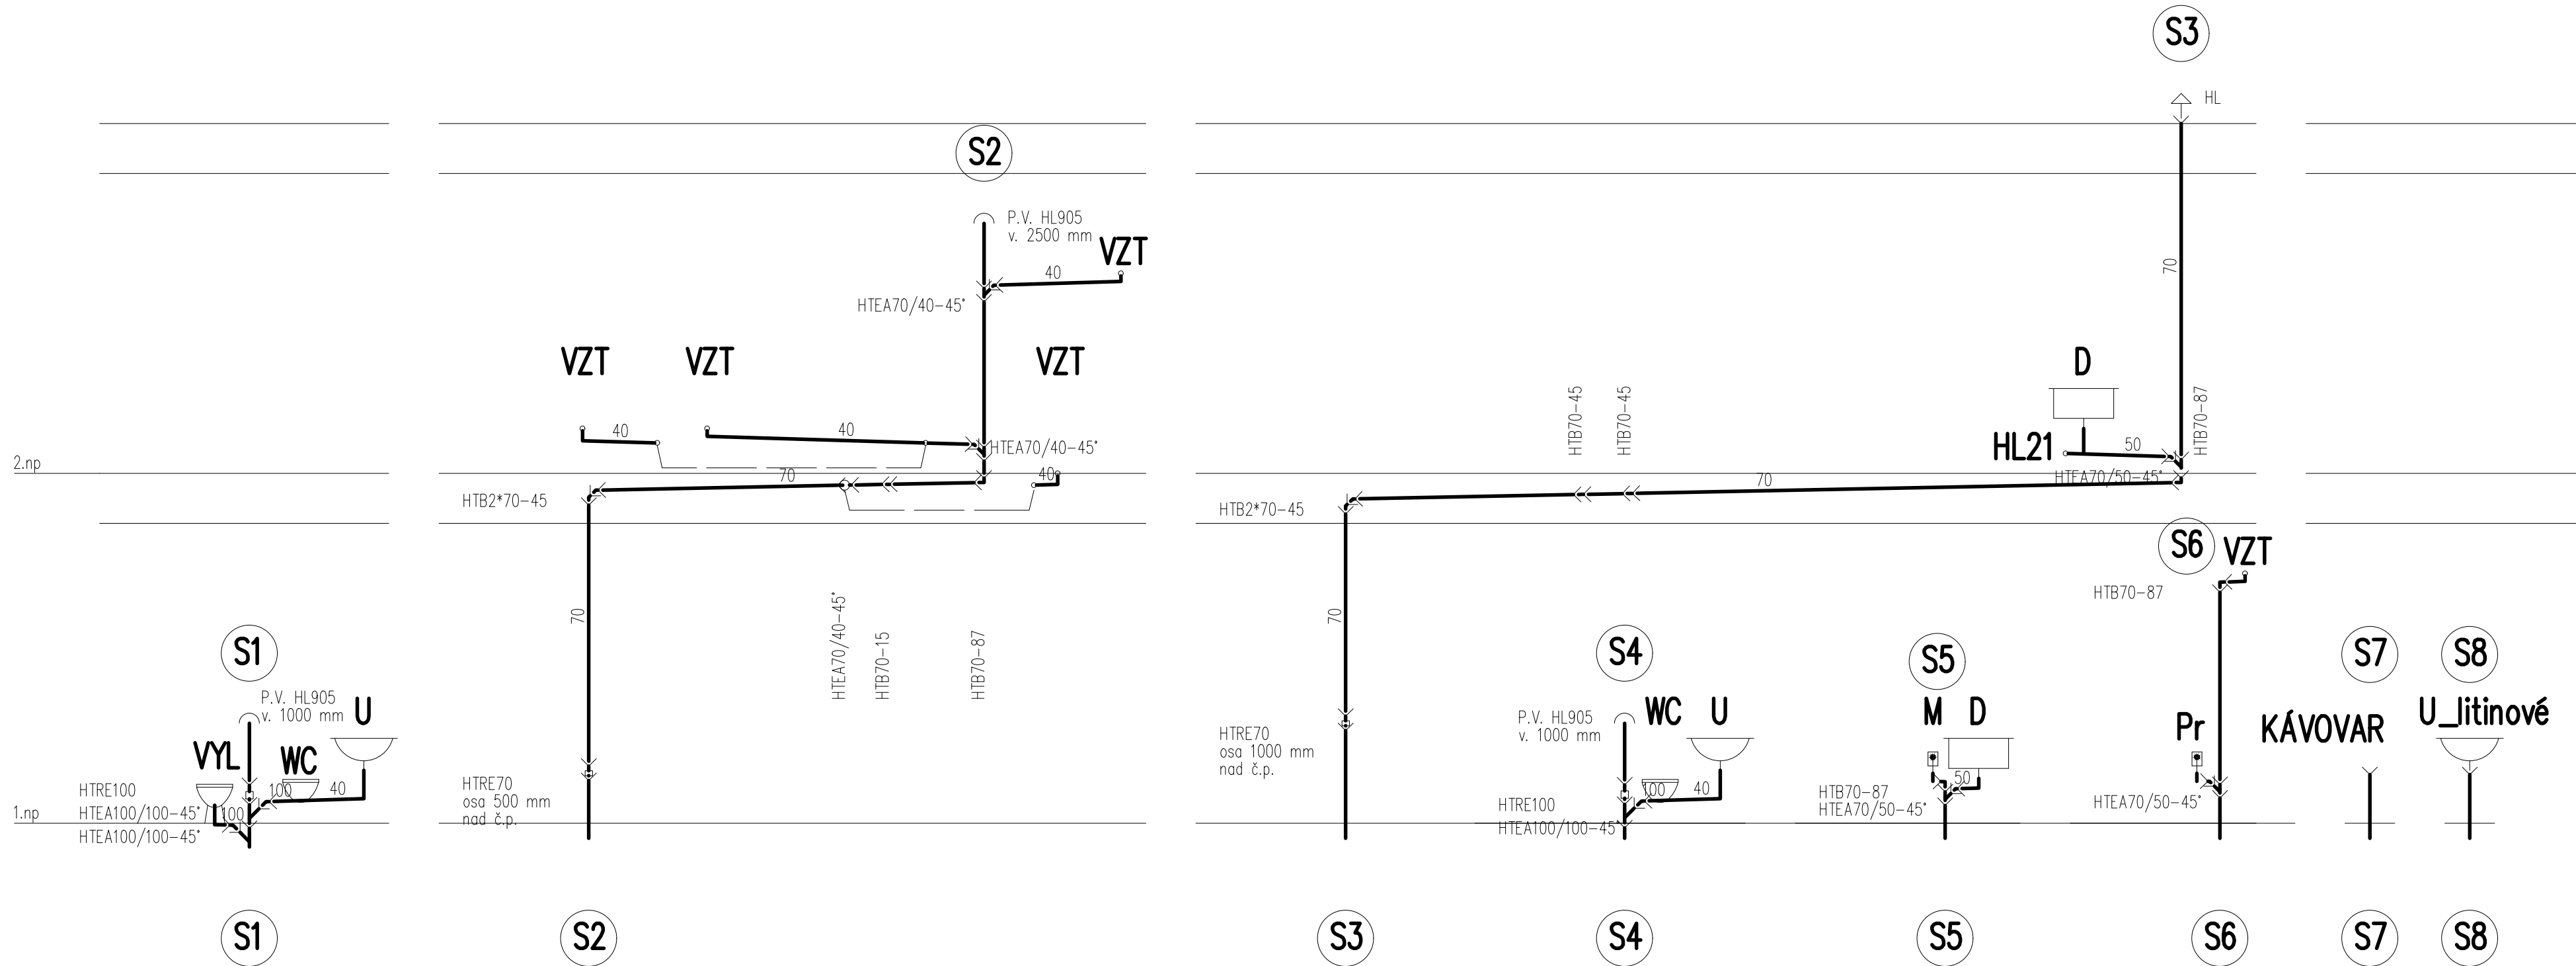 S3
HL
S2
P.V. HL905
v. 2500 mm
VZT
40
HTEA70/40-45°
70
VZT
VZT
VZT
D
HTB70-45
HTB70-45
HTB70-87
40
40
HTEA70/40-45°
HL21
50
2.np
70
40
HTEA70/50-45°
70
HTB2*70-45
HTB2*70-45
S6
VZT
HTB70-87
70
70
HTEA70/40-45°
HTB70-15
HTB70-87
S1
S4
S5
S7
S8
P.V. HL905
v. 1000 mm
U
VYL
WC
P.V. HL905
v. 1000 mm
WC
U
M
D
Pr
KÁVOVAR
U_litinové
HTRE70
osa 1000 mm
nad č.p.
HTRE100
100
40
HTEA100/100-45°
100
HTEA100/100-45°
HTRE70
osa 500 mm
nad č.p.
HTRE100
100
40
HTEA100/100-45°
50
HTB70-87
HTEA70/50-45°
HTEA70/50-45°
1.np
S1
S2
S3
S4
S5
S6
S7
S8